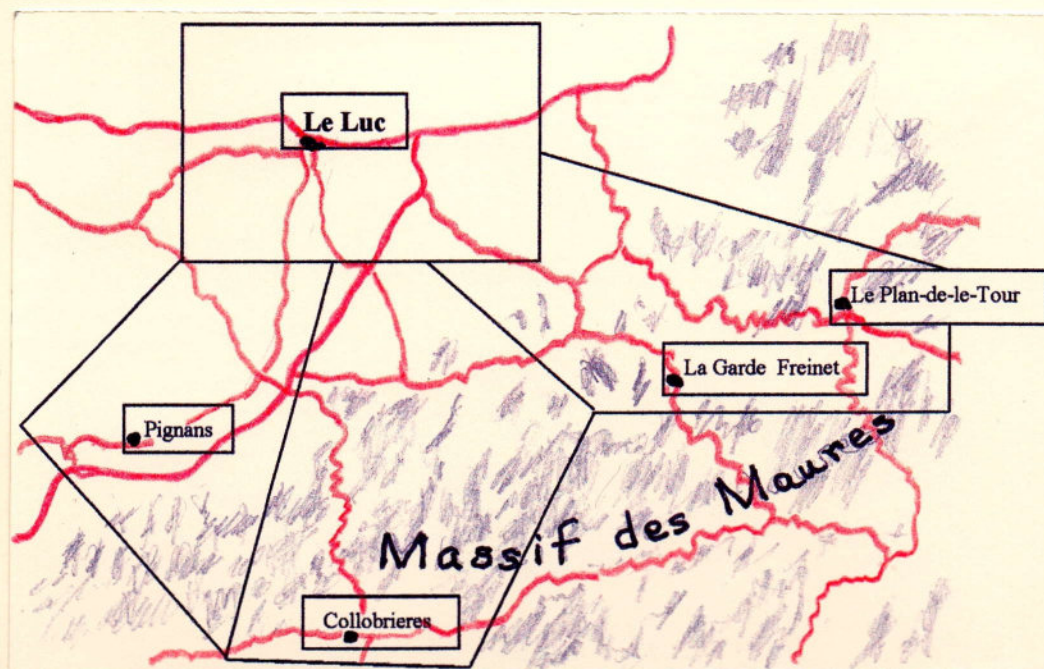 Le Luc
Le Plan-de-le-Tour
La Garde Freinet
Pignans
Massif des Maures
Collobrieres